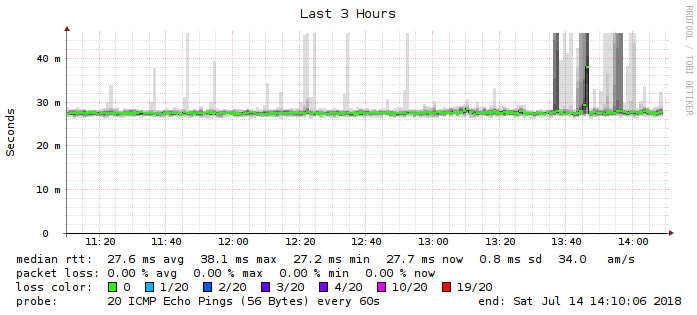 Last 3 Hours
RRDTOOL / TOBI OETIKER
Seconds
40 m
30 m
20 m
10 m
0
11:20 11:40 12:00 12:20 12:40 13:00 13:20 13:40 14:00
median rtt: 27.6 ms avg 38.1 ms max 27.2 ms min 27.7 ms now 0.8 ms sd 34.0 am/s
packet loss: 0.00 % avg 0.00 % max 0.00 % min 0.00 % now
loss color: 0 1/20 2/20 3/20 4/20 10/20 19/20
probe: 20 ICMP Echo Pings (56 Bytes) every 60s end: Sat Jul 14 14:10:06 2018